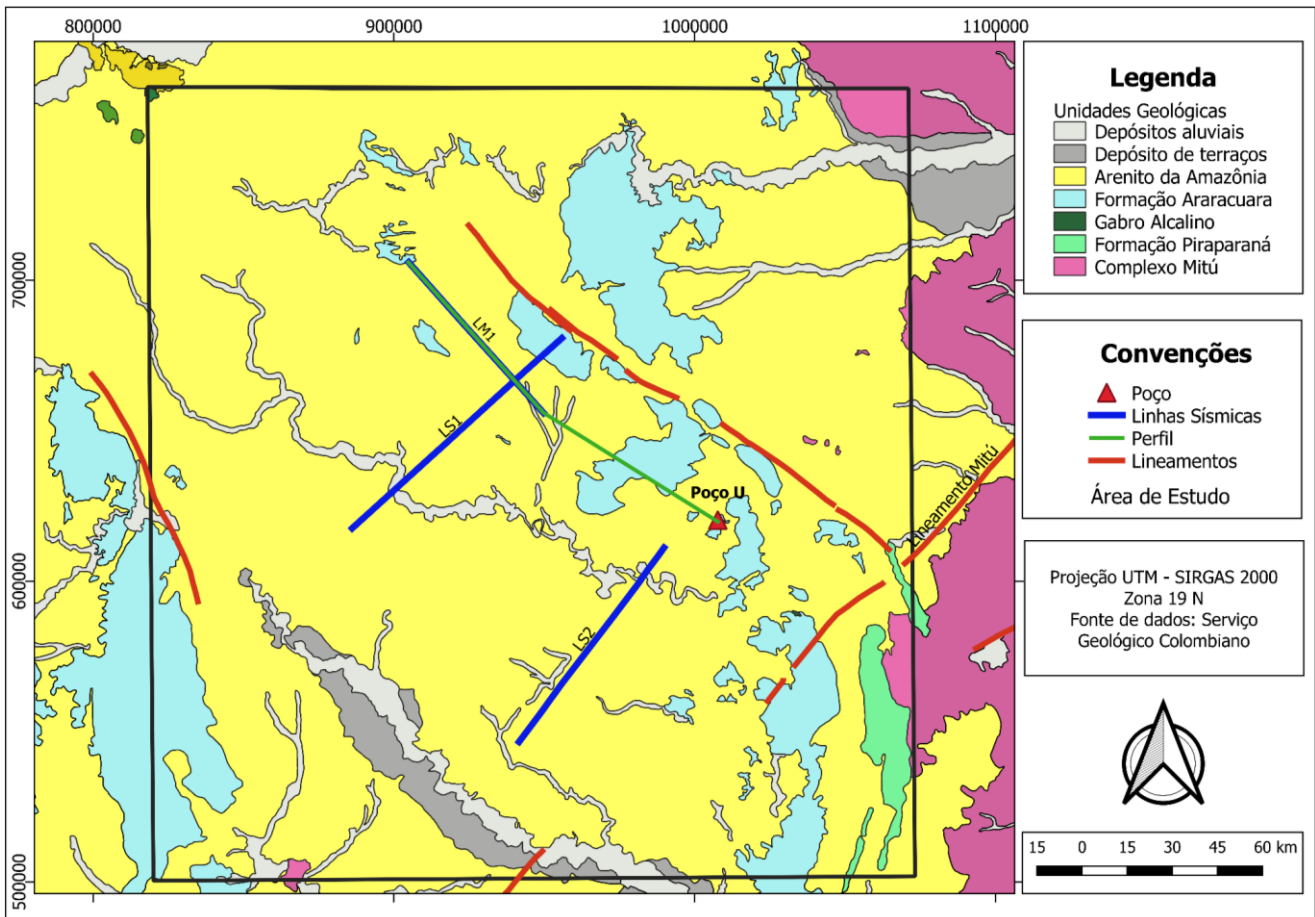 800000
900000
1000000
1100000
700000
600000
500000
LM1
LS1
Poço U
LS2
Lineamento Mitú
Legenda
Unidades Geológicas
Depósitos aluviais
Depósito de terraços
Arenito da Amazônia
Formação Araracuara
Gabro Alcalino
Formação Piraparaná
Complexo Mitú
Convenções
Poço
Linhas Sísmicas
Perfil
Lineamentos
Área de Estudo
Projeção UTM - SIRGAS 2000
Zona 19 N
Fonte de dados: Serviço
Geológico Colombiano
15 0 15 30 45 60 km